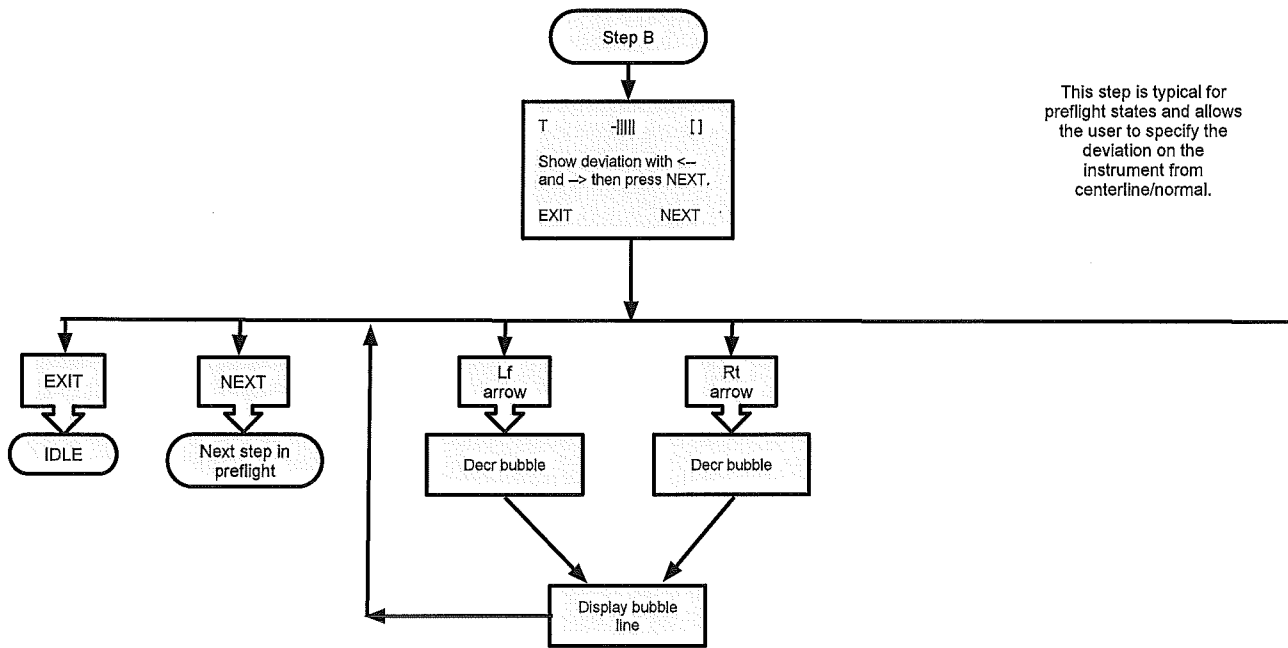 Step B
This step is typical for
preflight states and allows
the user to specify the
deviation on the
instrument from
centerline/normal.
T -||||| [ ]
Show deviation with <--
and --> then press NEXT.
EXIT NEXT
EXIT
NEXT
Lf
arrow
Rt
arrow
IDLE
Next step in
preflight
Decr bubble
Decr bubble
Display bubble
line